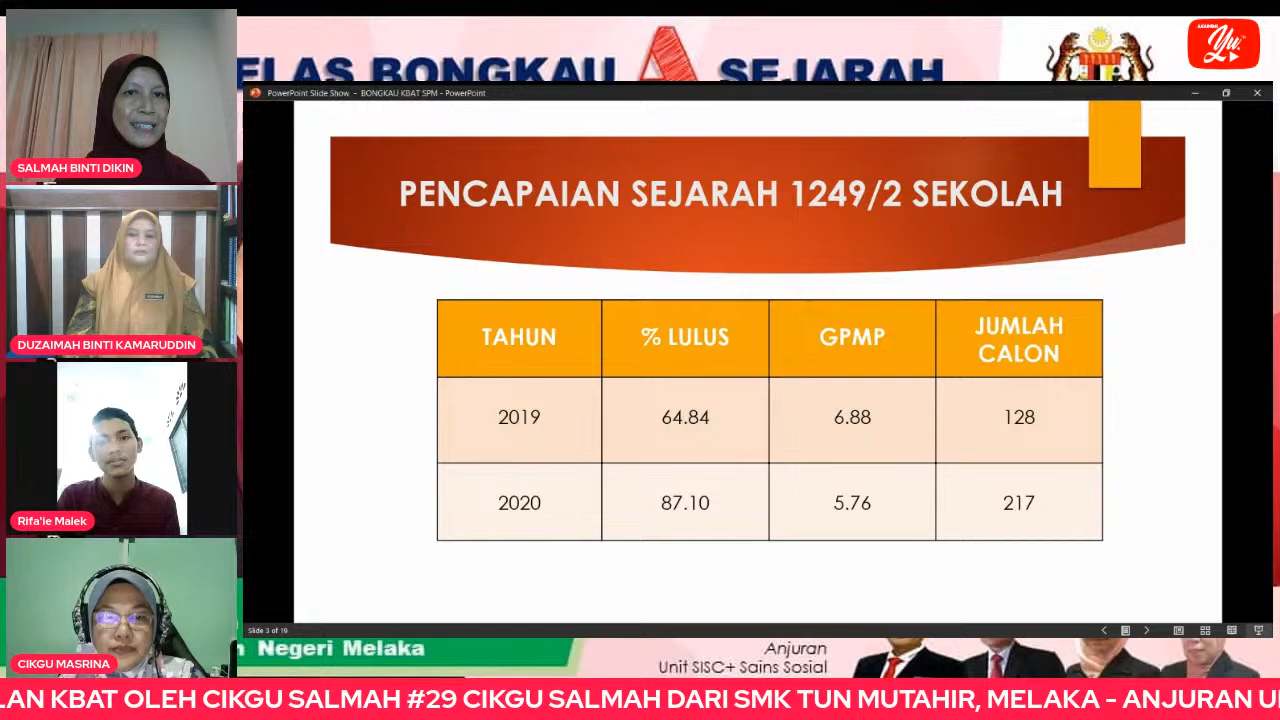 ELAS BONGKAU A SEJARAH
AKADEMI
Yu.
PowerPoint Slide Show - BONGKAU KBAT SPM - PowerPoint
SALMAH BINTI DIKIN
DUZAIMAH BINTI KAMARUDDIN
Rifa'ie Malek
CIKGU MASRINA
PENCAPAIAN SEJARAH 1249/2 SEKOLAH
TAHUN % LULUS GPMP JUMLAH CALON
2019 64.84 6.88 128
2020 87.10 5.76 217
Slide 3 of 19
n Negeri Melaka
Anjuran
Unit SISC+ Sains Sosial
LAN KBAT OLEH CIKGU SALMAH #29 CIKGU SALMAH DARI SMK TUN MUTAHIR, MELAKA - ANJURAN U